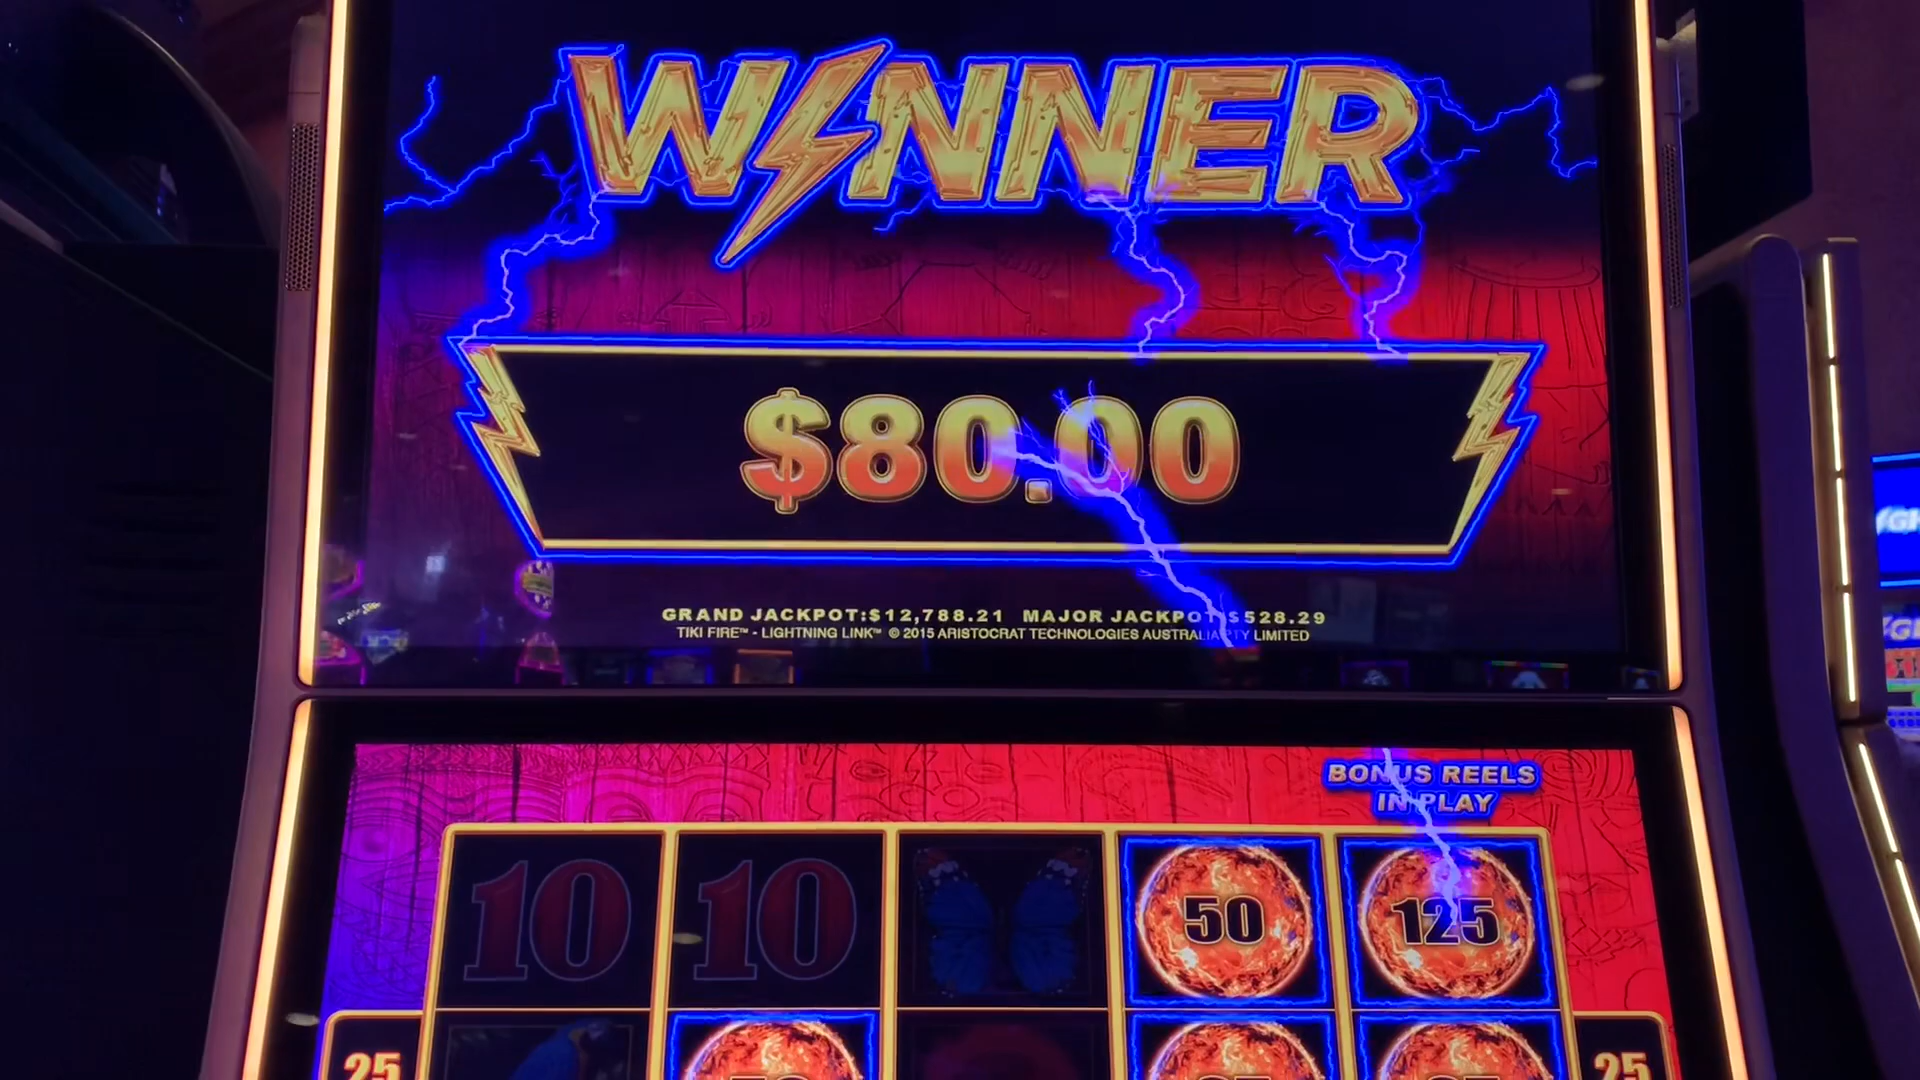 WINNER
$80.00
GRAND JACKPOT:$12,788.21 MAJOR JACKPOT:$528.29
TIKI FIRE™ - LIGHTNING LINK™ © 2015 ARISTOCRAT TECHNOLOGIES AUSTRALIA PTY LIMITED
BONUS REELS
IN PLAY
10 10 50 125
25 25